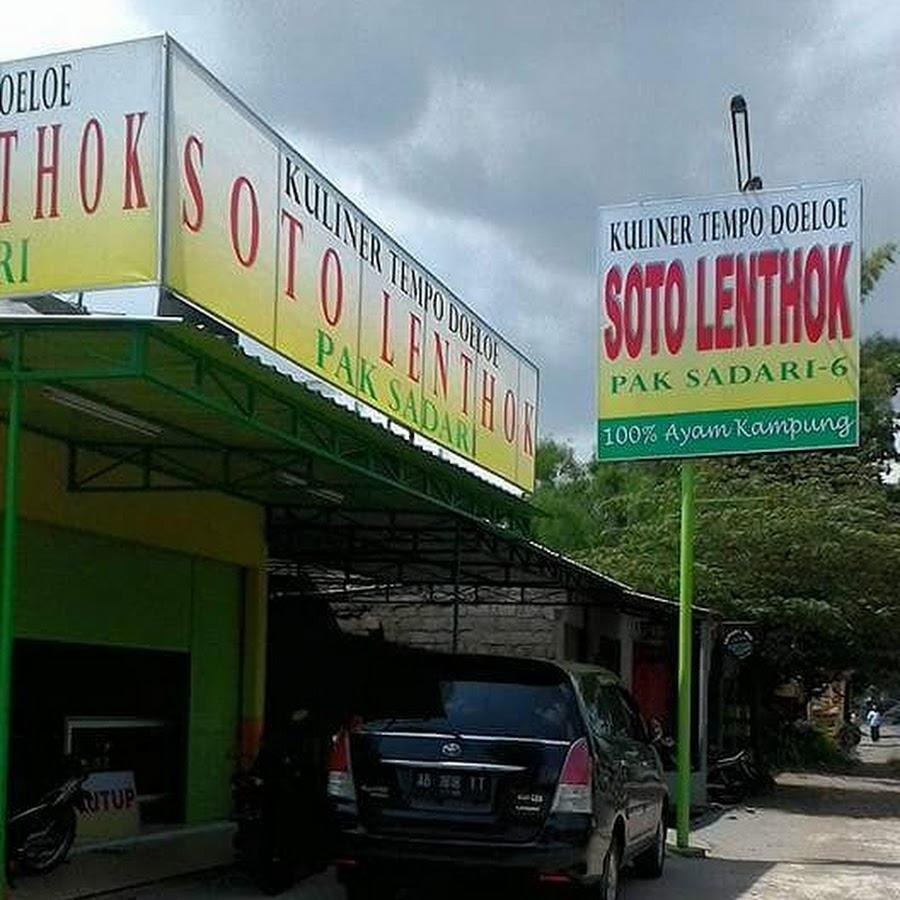 OELOE
THOK
RI
KULINER TEMPO DOELOE
SOTO LENTHOK
PAK SADARI
KULINER TEMPO DOELOE
SOTO LENTHOK
PAK SADARI-6
100% Ayam Kampung
UTUP